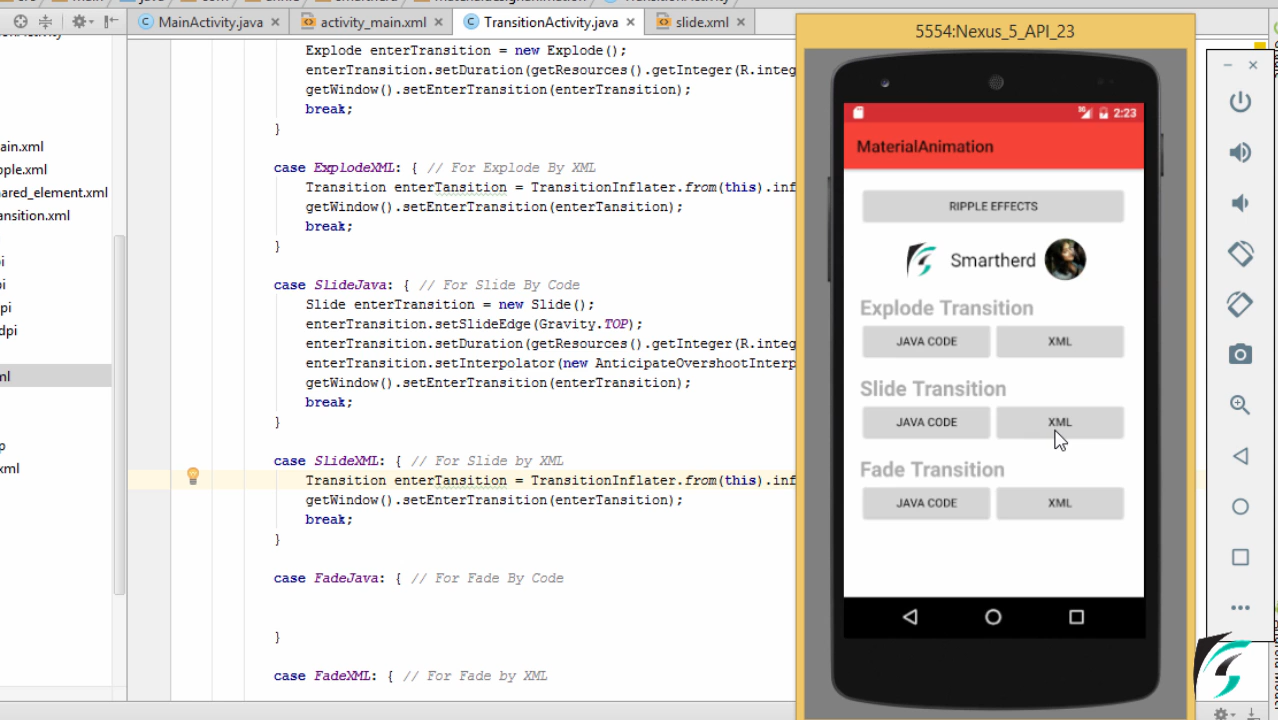 MainActivity.java
activity_main.xml
TransitionActivity.java
slide.xml
ain.xml
ople.xml
nared_element.xml
ansition.xml
pi
dpi
ml
xml
Explode enterTransition = new Explode();
enterTransition.setDuration(getResources().getInteger(R.integ
getWindow().setEnterTransition(enterTransition);
break;
}
case ExplodeXML: { // For Explode By XML
Transition enterTansition = TransitionInflater.from(this).inf
getWindow().setEnterTransition(enterTansition);
break;
}
case SlideJava: { // For Slide By Code
Slide enterTransition = new Slide();
enterTransition.setSlideEdge(Gravity.TOP);
enterTransition.setDuration(getResources().getInteger(R.integ
enterTransition.setInterpolator(new AnticipateOvershootInterp
getWindow().setEnterTransition(enterTransition);
break;
}
case SlideXML: { // For Slide by XML
Transition enterTansition = TransitionInflater.from(this).inf
getWindow().setEnterTransition(enterTansition);
break;
}
case FadeJava: { // For Fade By Code
}
case FadeXML: { // For Fade by XML
5554:Nexus_5_API_23
2:23
MaterialAnimation
RIPPLE EFFECTS
Smartherd
Explode Transition
JAVA CODE XML
Slide Transition
JAVA CODE XML
Fade Transition
JAVA CODE XML